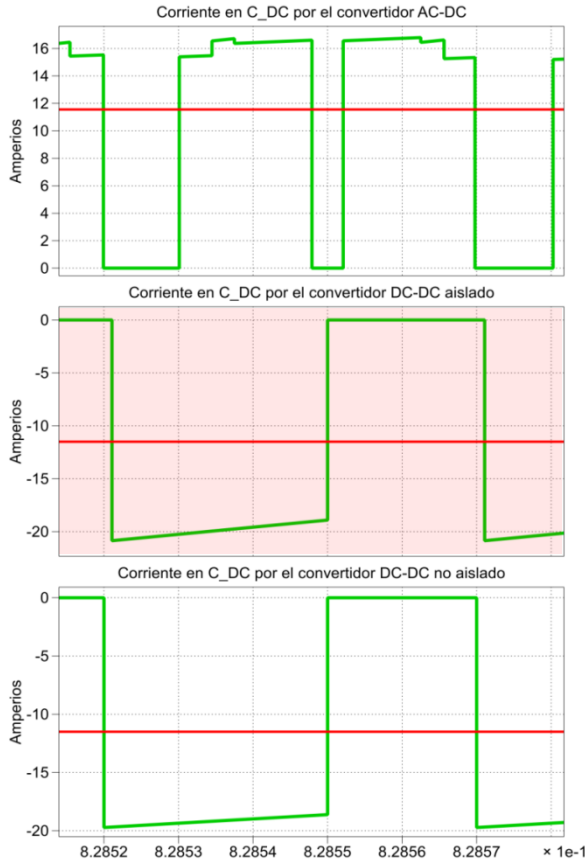 Corriente en C_DC por el convertidor AC-DC
Amperios
16
14
12
10
8
6
4
2
0
Corriente en C_DC por el convertidor DC-DC aislado
Amperios
0
-5
-10
-15
-20
Corriente en C_DC por el convertidor DC-DC no aislado
Amperios
0
-5
-10
-15
-20
8.2852 8.2853 8.2854 8.2855 8.2856 8.2857 × 1e-1